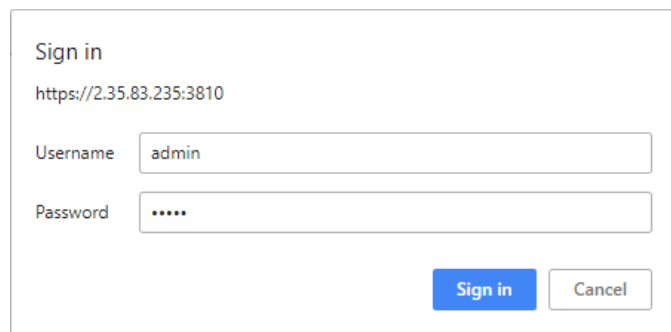 Sign in
https://2.35.83.235:3810
Username admin
Password •••••
Sign in Cancel